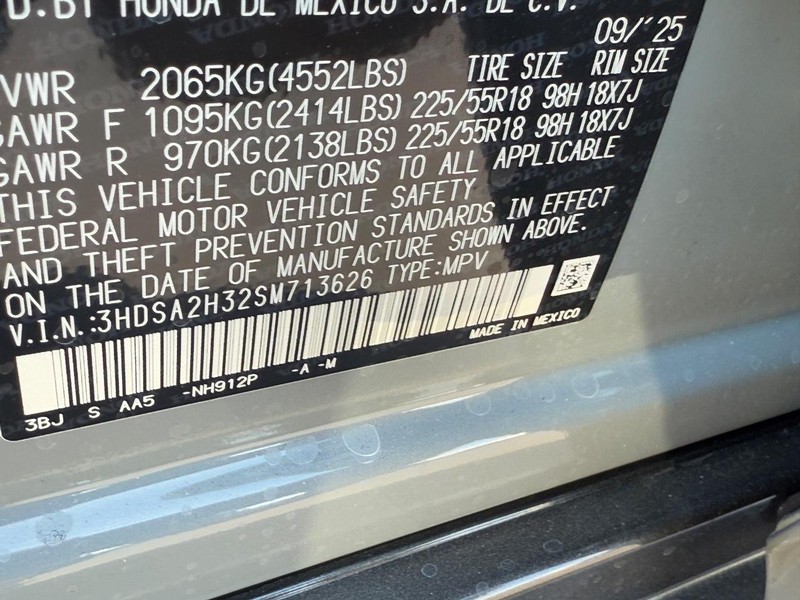 D.BY HONDA DE MEXICO S.A. DE C.V.
09/'25
VWR 2065KG(4552LBS) TIRE SIZE RIM SIZE
GAWR F 1095KG(2414LBS) 225/55R18 98H 18X7J
GAWR R 970KG(2138LBS) 225/55R18 98H 18X7J
THIS VEHICLE CONFORMS TO ALL APPLICABLE
FEDERAL MOTOR VEHICLE SAFETY
AND THEFT PREVENTION STANDARDS IN EFFECT
ON THE DATE OF MANUFACTURE SHOWN ABOVE.
V.I.N.:3HDSA2H32SM713626 TYPE:MPV
MADE IN MEXICO
3BJ S AA5 -NH912P -A -M